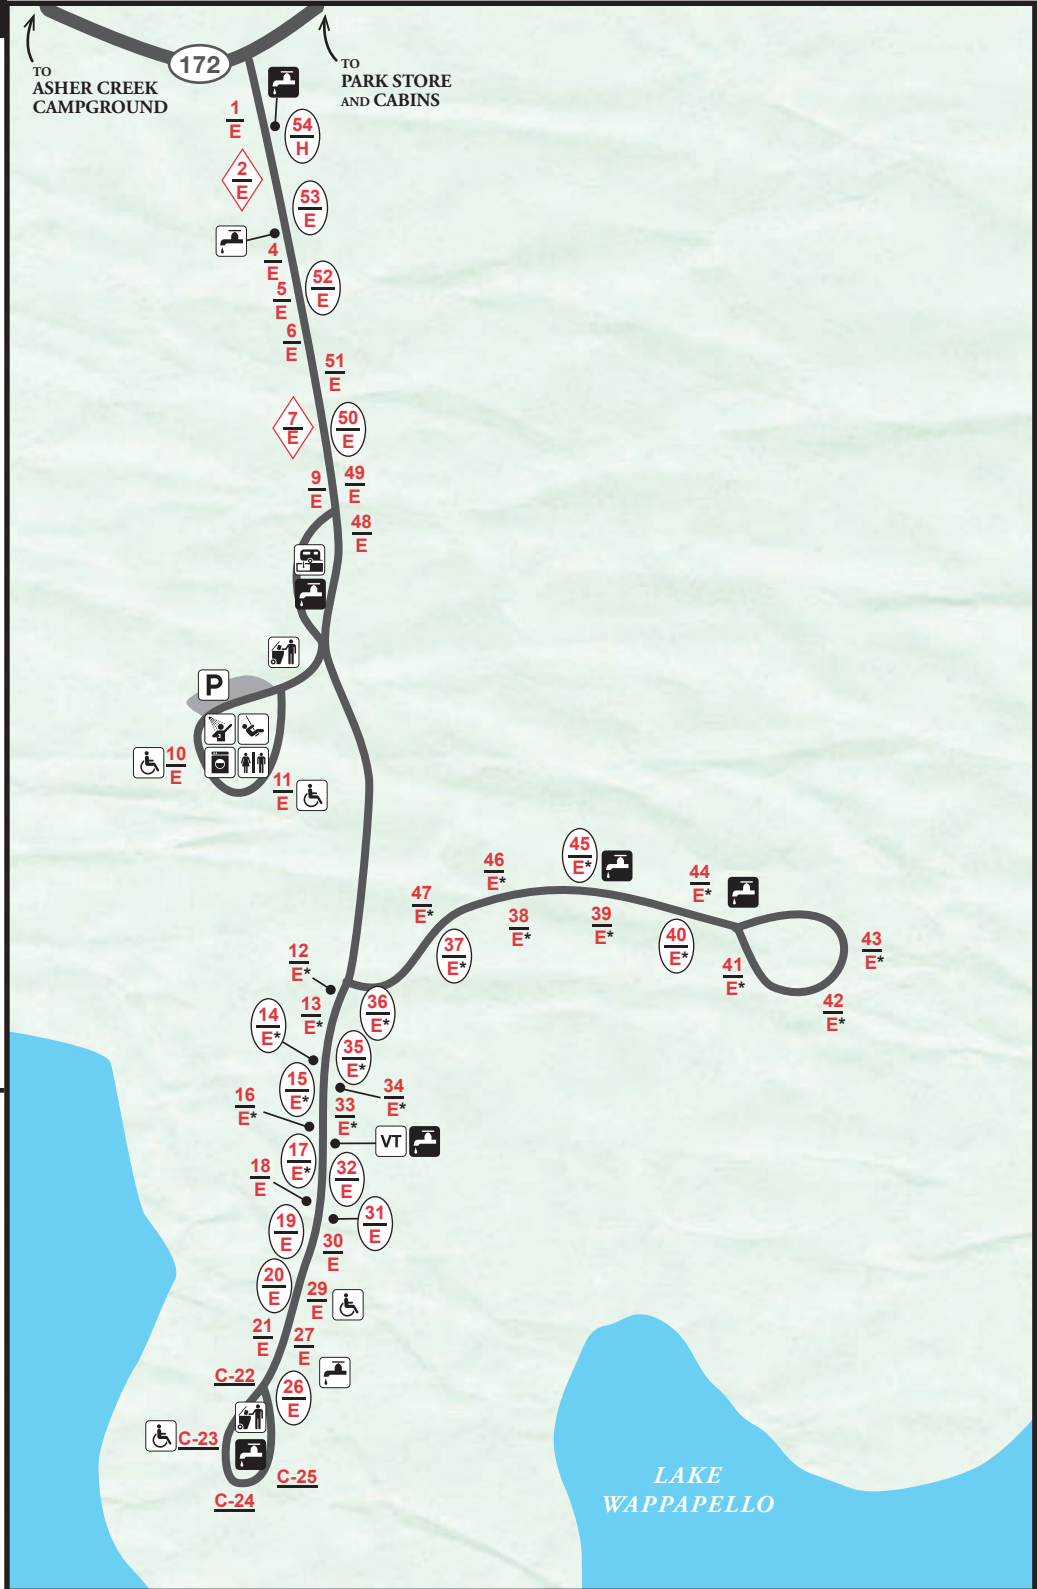 172
TO
ASHER CREEK
CAMPGROUND
TO
PARK STORE
AND CABINS
1
E
54
H
2
E
53
E
4
E
52
E
5
E
6
E
51
E
7
E
50
E
9
E
49
E
48
E
P
10
E
11
E
45
E*
46
E*
44
E*
47
E*
38
E*
39
E*
37
E*
40
E*
43
E*
41
E*
42
E*
12
E*
13
E*
36
E*
14
E*
35
E*
15
E*
34
E*
16
E*
33
E*
VT
17
E*
32
E
18
E
31
E
19
E
30
E
20
E
29
E
21
E
27
E
C-22
26
E
C-23
C-25
C-24
LAKE
WAPPAPELLO